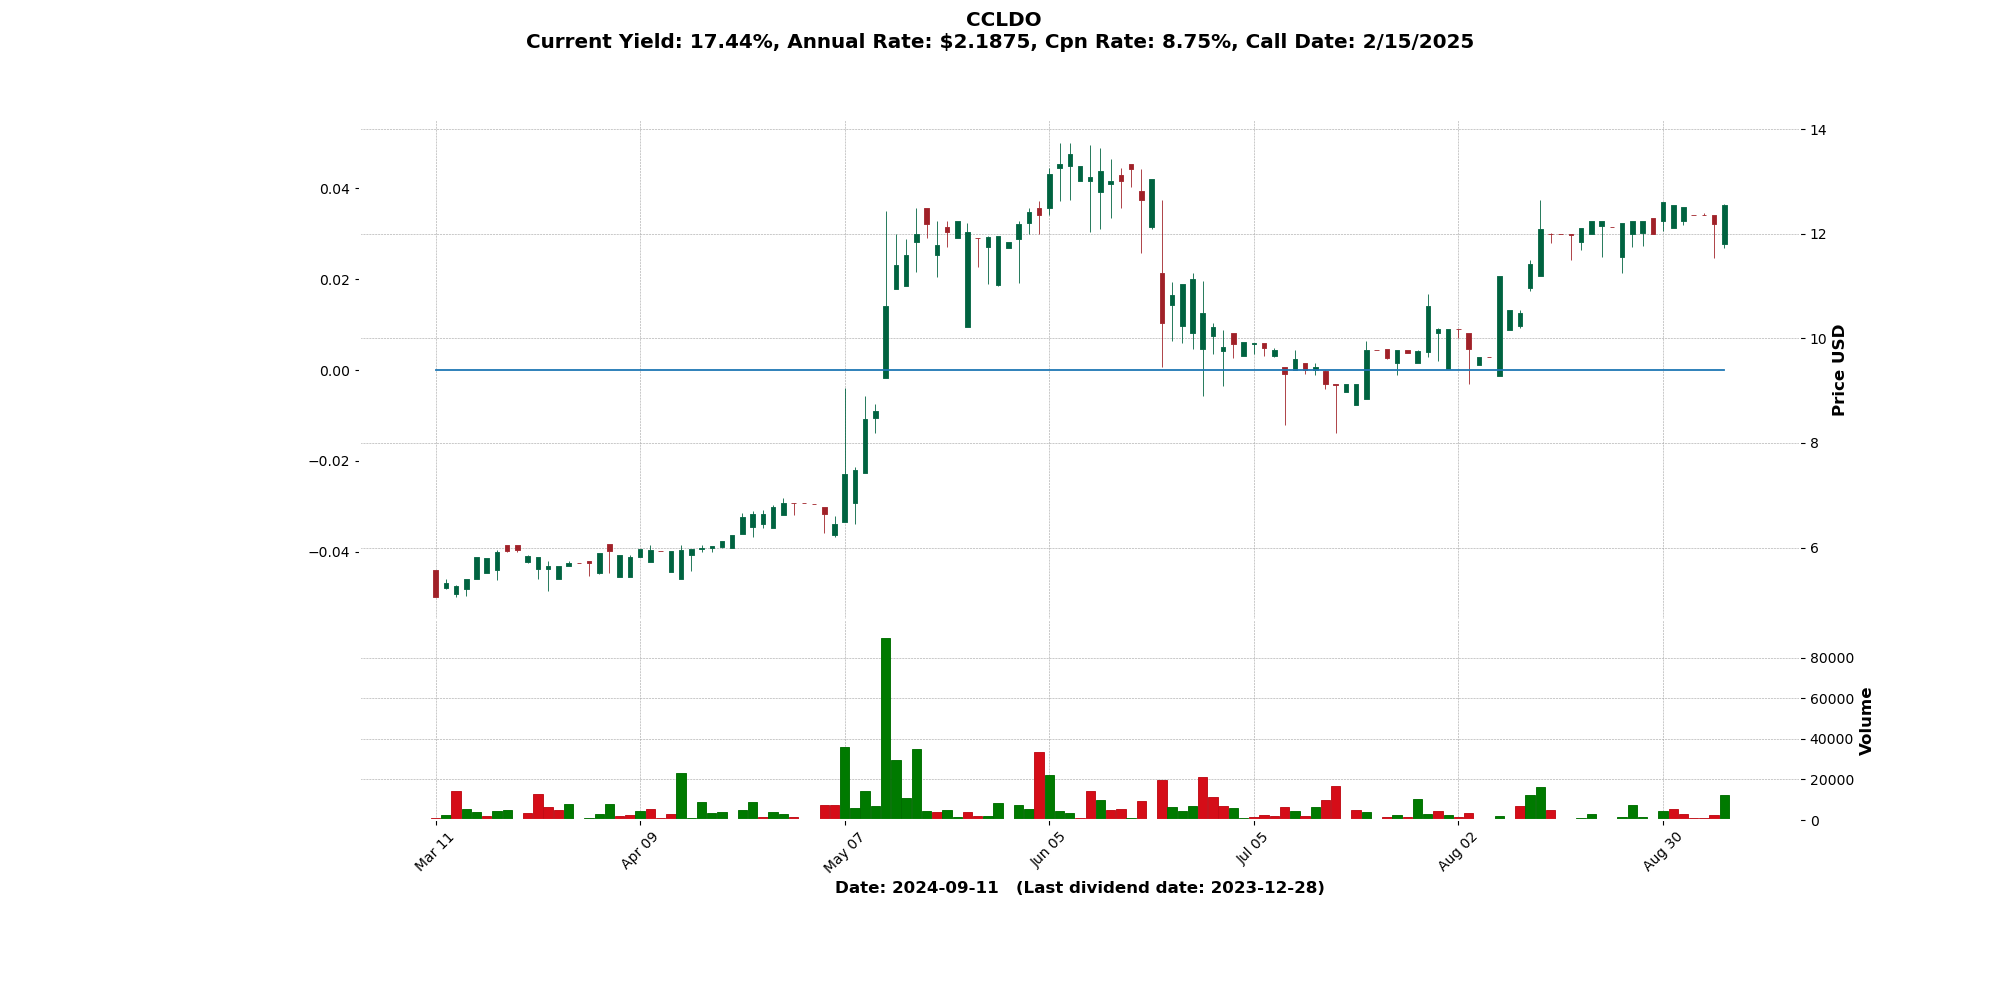 CCLDO
Current Yield: 17.44%, Annual Rate: $2.1875, Cpn Rate: 8.75%, Call Date: 2/15/2025
14
12
10
8
6
Price USD
0.04
0.02
0.00
−0.02
−0.04
80000
60000
40000
20000
0
Volume
Mar 11
Apr 09
May 07
Jun 05
Jul 05
Aug 02
Aug 30
Date: 2024-09-11   (Last dividend date: 2023-12-28)